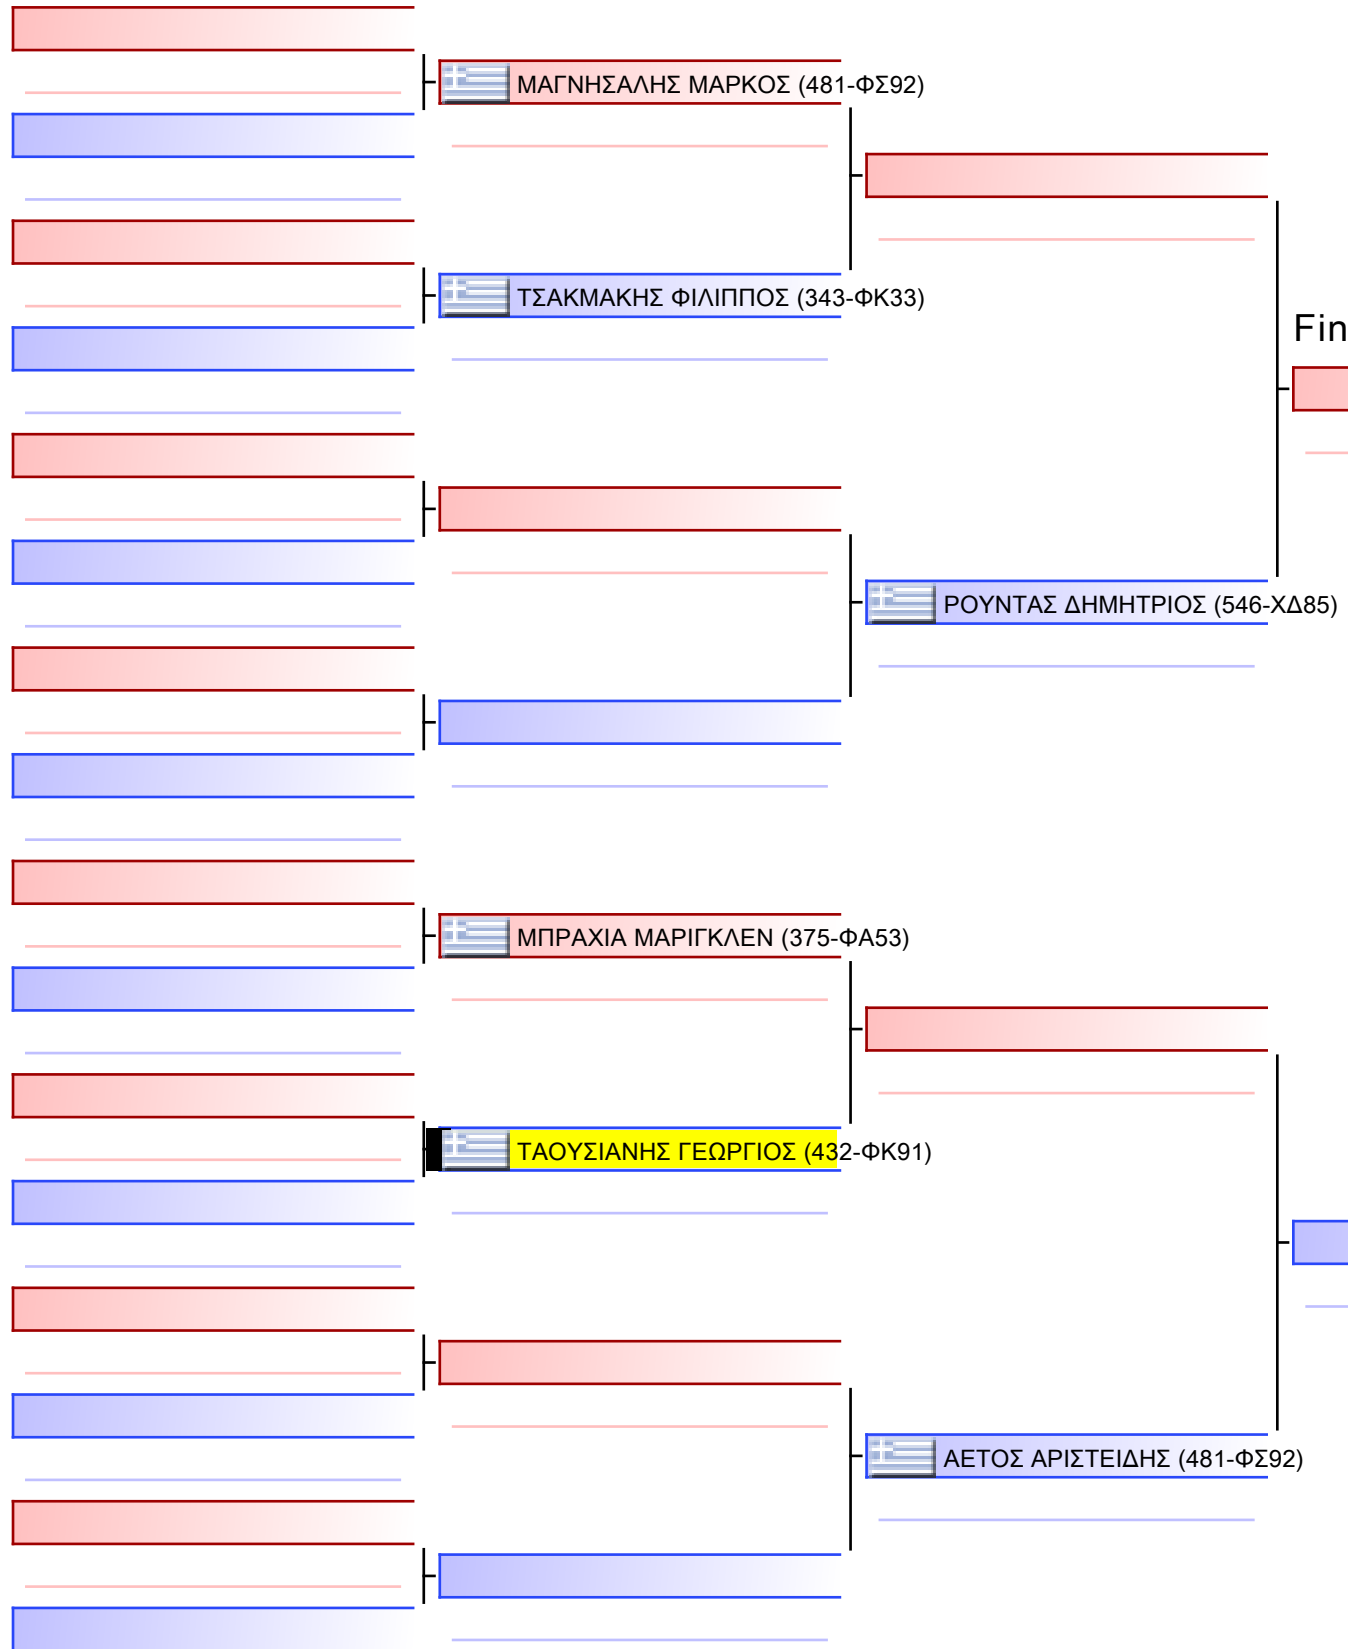 ΜΑΓΝΗΣΑΛΗΣ ΜΑΡΚΟΣ (481-ΦΣ92)
ΤΣΑΚΜΑΚΗΣ ΦΙΛΙΠΠΟΣ (343-ΦΚ33)
Fin
ΡΟΥΝΤΑΣ ΔΗΜΗΤΡΙΟΣ (546-ΧΔ85)
ΜΠΡΑΧΙΑ ΜΑΡΙΓΚΛΕΝ (375-ΦΑ53)
ΤΑΟΥΣΙΑΝΗΣ ΓΕΩΡΓΙΟΣ (432-ΦΚ91)
ΑΕΤΟΣ ΑΡΙΣΤΕΙΔΗΣ (481-ΦΣ92)